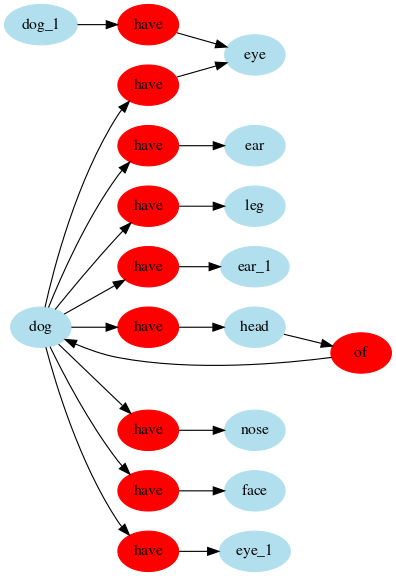 dog_1 have
eye
have
have ear
have leg
have ear_1
dog have head
of
have nose
have face
have eye_1